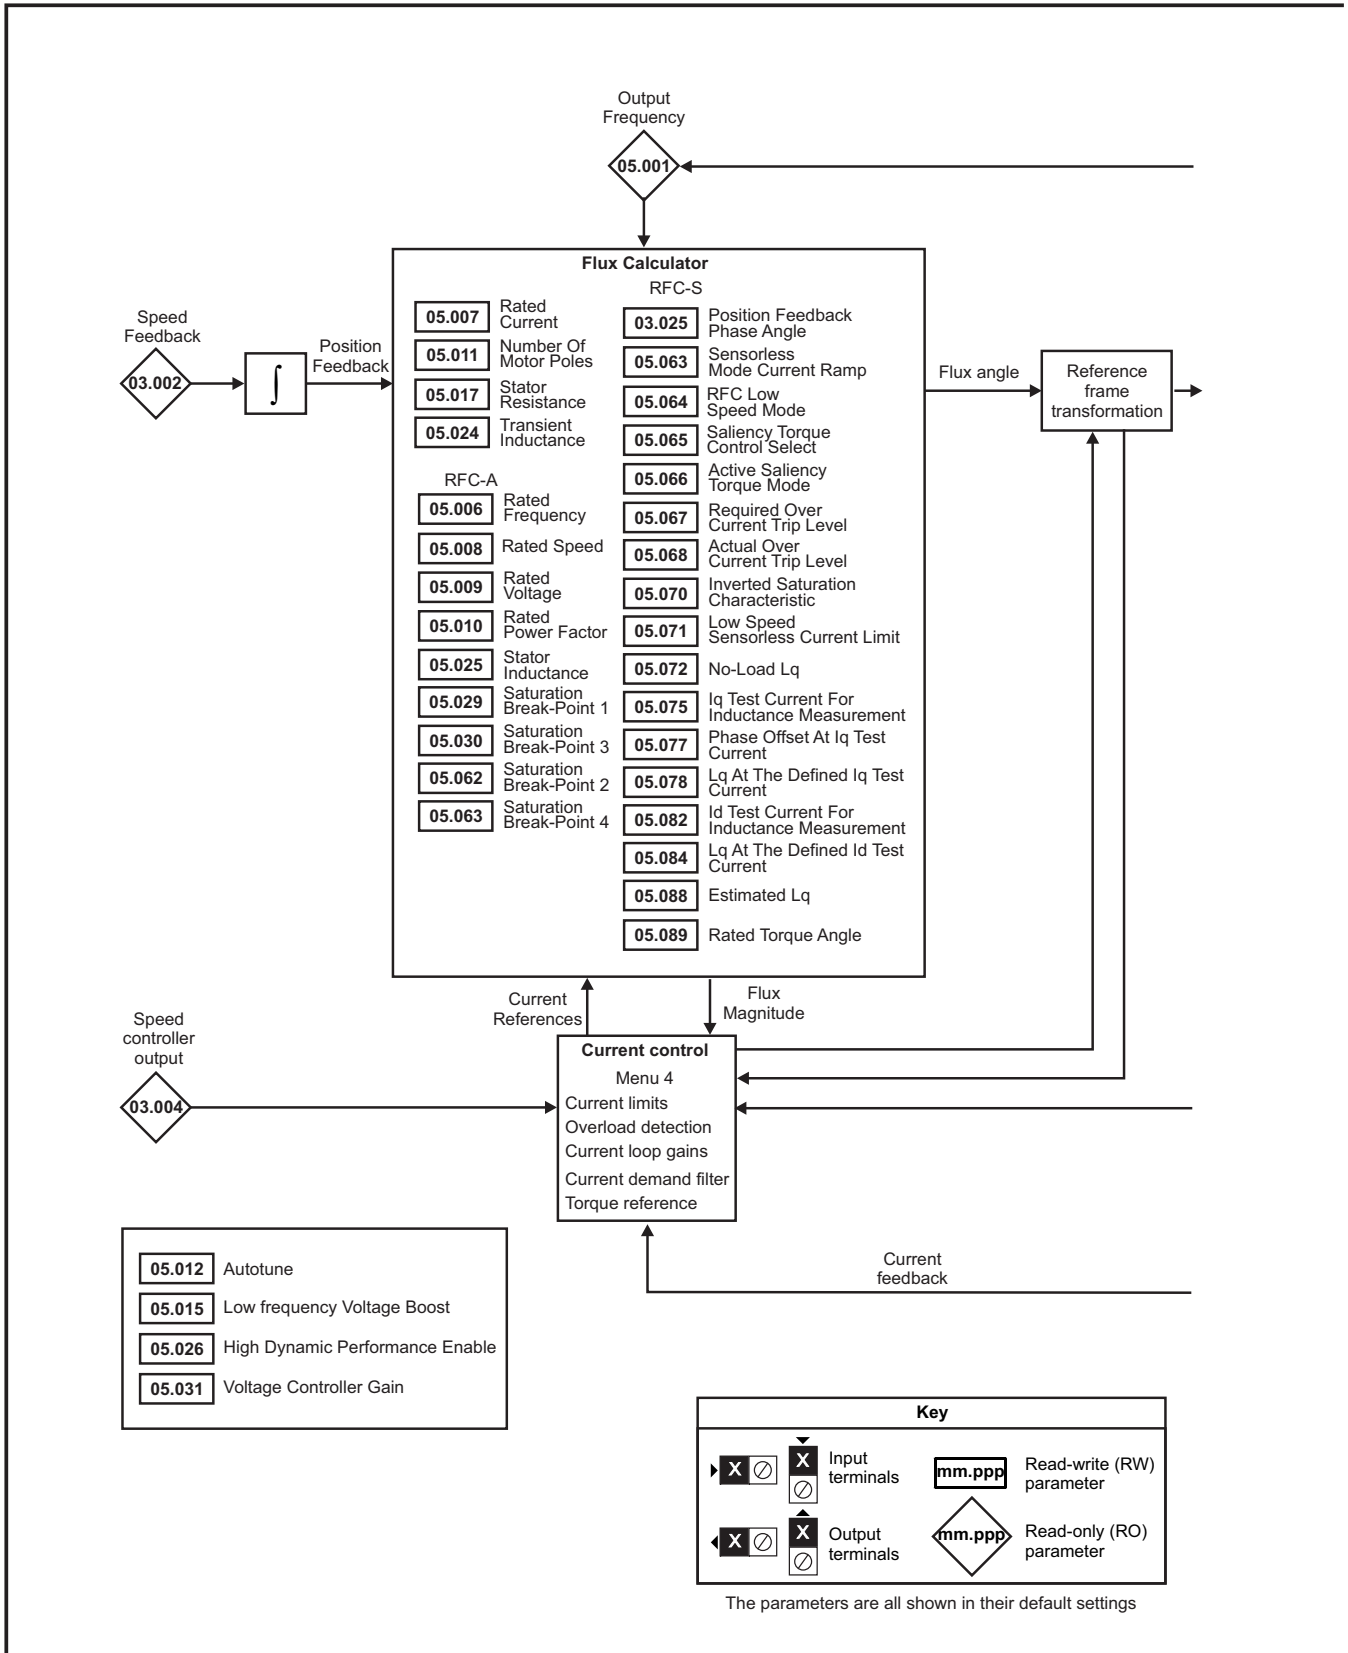 Output
Frequency
05.001
Flux Calculator
Speed
Feedback
03.002
∫
Position
Feedback
05.007 Rated
Current
05.011 Number Of
Motor Poles
05.017 Stator
Resistance
05.024 Transient
Inductance
RFC-A
05.006 Rated
Frequency
05.008 Rated Speed
05.009 Rated
Voltage
05.010 Rated
Power Factor
05.025 Stator
Inductance
05.029 Saturation
Break-Point 1
05.030 Saturation
Break-Point 3
05.062 Saturation
Break-Point 2
05.063 Saturation
Break-Point 4
RFC-S
03.025 Position Feedback
Phase Angle
05.063 Sensorless
Mode Current Ramp
05.064 RFC Low
Speed Mode
05.065 Saliency Torque
Control Select
05.066 Active Saliency
Torque Mode
05.067 Required Over
Current Trip Level
05.068 Actual Over
Current Trip Level
05.070 Inverted Saturation
Characteristic
05.071 Low Speed
Sensorless Current Limit
05.072 No-Load Lq
05.075 Iq Test Current For
Inductance Measurement
05.077 Phase Offset At Iq Test
Current
05.078 Lq At The Defined Iq Test
Current
05.082 Id Test Current For
Inductance Measurement
05.084 Lq At The Defined Id Test
Current
05.088 Estimated Lq
05.089 Rated Torque Angle
Flux angle
Reference
frame
transformation
Current
References
Flux
Magnitude
Speed
controller
output
03.004
Current control
Menu 4
Current limits
Overload detection
Current loop gains
Current demand filter
Torque reference
Current
feedback
05.012 Autotune
05.015 Low frequency Voltage Boost
05.026 High Dynamic Performance Enable
05.031 Voltage Controller Gain
Key
X X Input
terminals
mm.ppp Read-write (RW)
parameter
X X Output
terminals
mm.ppp Read-only (RO)
parameter
The parameters are all shown in their default settings